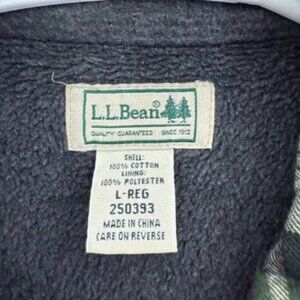 L.L.Bean®
QUALITY GUARANTEED SINCE 1912
SHELL:
100% COTTON
LINING:
100% POLYESTER
L-REG
250393
MADE IN CHINA
CARE ON REVERSE